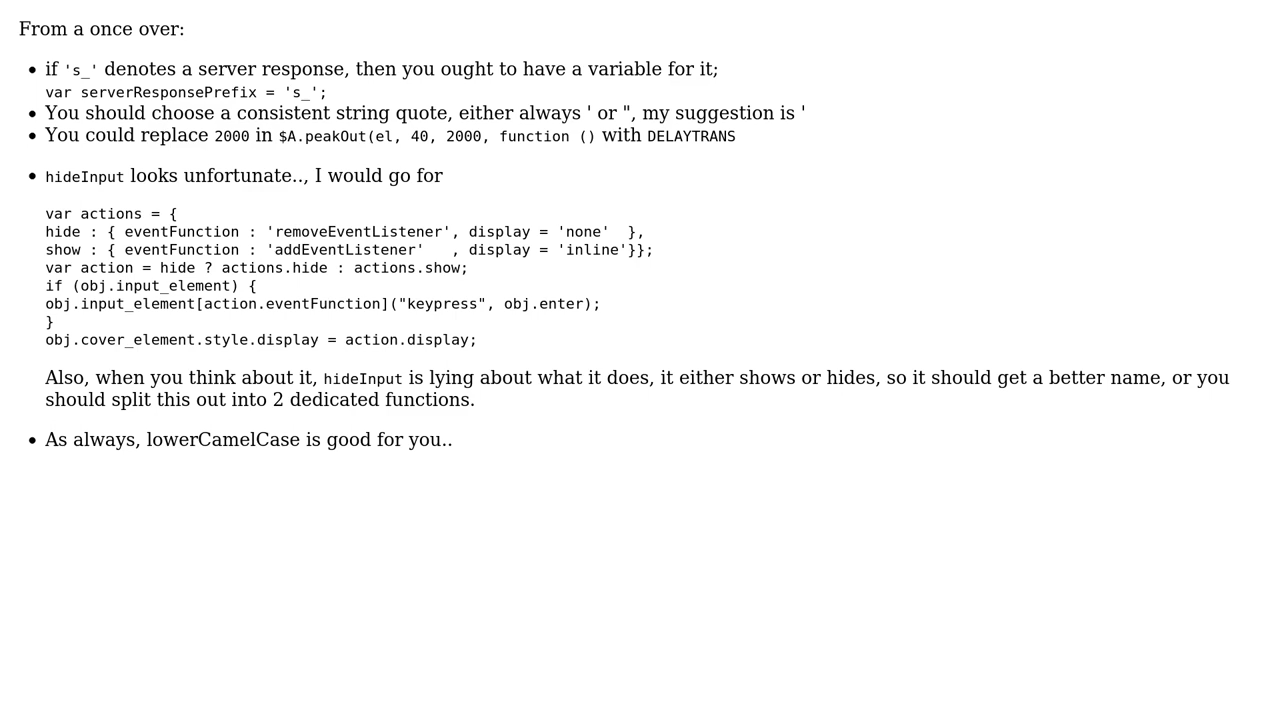 From a once over:
if 's_' denotes a server response, then you ought to have a variable for it;
var serverResponsePrefix = 's_';
You should choose a consistent string quote, either always ' or ", my suggestion is '
You could replace 2000 in $A.peakOut(el, 40, 2000, function () with DELAYTRANS
hideInput looks unfortunate.., I would go for
var actions = {
hide : { eventFunction : 'removeEventListener', display = 'none'  },
show : { eventFunction : 'addEventListener'   , display = 'inline'}};
var action = hide ? actions.hide : actions.show;
if (obj.input_element) {
obj.input_element[action.eventFunction]("keypress", obj.enter);
}
obj.cover_element.style.display = action.display;
Also, when you think about it, hideInput is lying about what it does, it either shows or hides, so it should get a better name, or you
should split this out into 2 dedicated functions.
As always, lowerCamelCase is good for you..